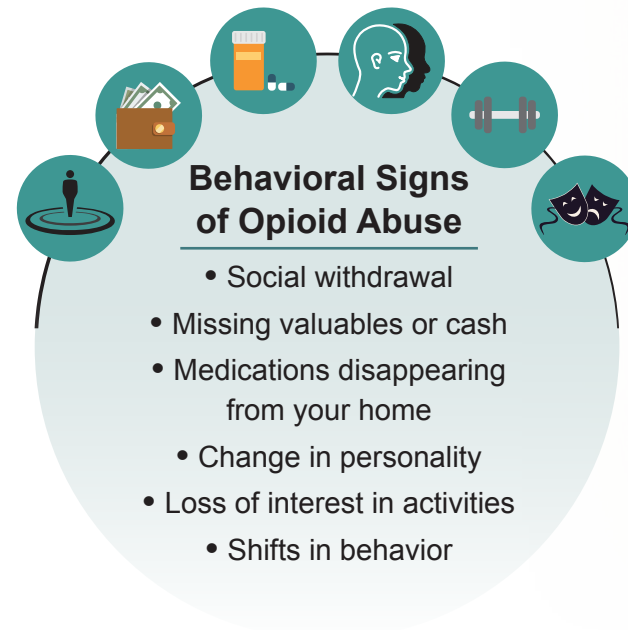 Behavioral Signs
of Opioid Abuse
• Social withdrawal
• Missing valuables or cash
• Medications disappearing
from your home
• Change in personality
• Loss of interest in activities
• Shifts in behavior